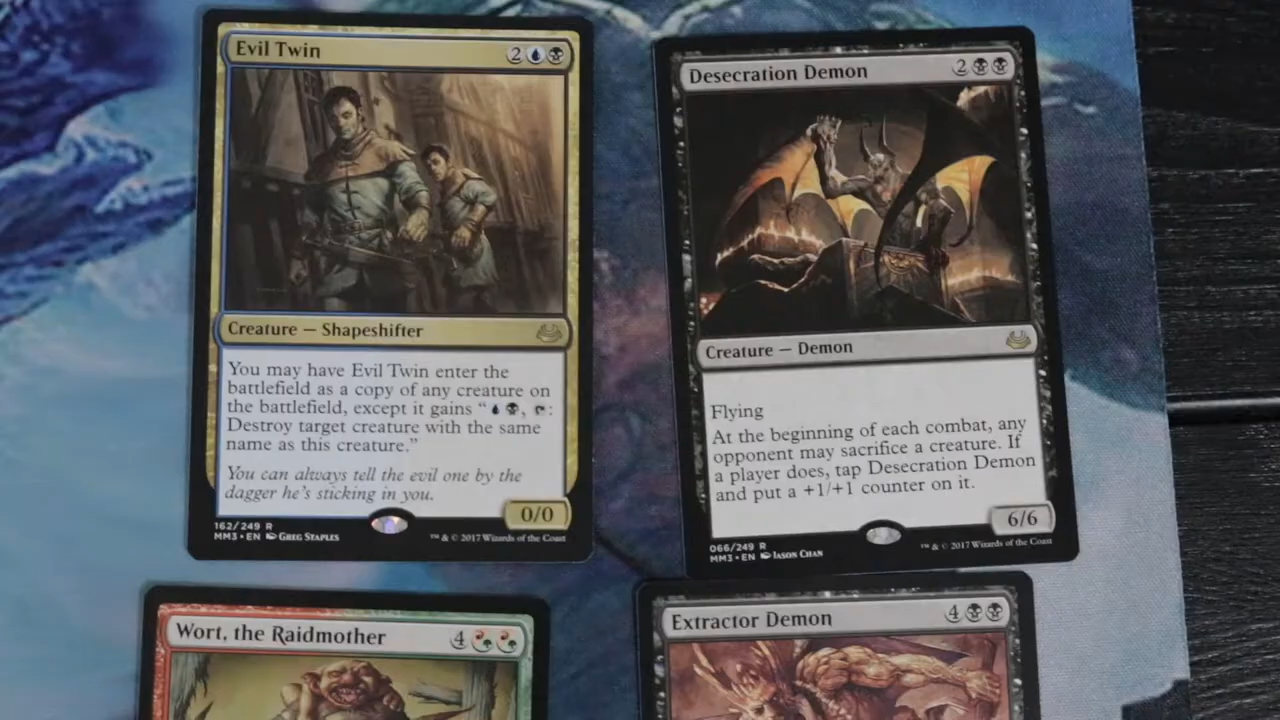 Evil Twin 2
Creature — Shapeshifter
You may have Evil Twin enter the
battlefield as a copy of any creature on
the battlefield, except it gains “ , :
Destroy target creature with the same
name as this creature.”
You can always tell the evil one by the
dagger he's sticking in you.
0/0
162/249 R
MM3 • EN Greg Staples
™ & © 2017 Wizards of the Coast
Desecration Demon 2
Creature — Demon
Flying
At the beginning of each combat, any
opponent may sacrifice a creature. If
a player does, tap Desecration Demon
and put a +1/+1 counter on it.
6/6
066/249 R
MM3 • EN Jason Chan
™ & © 2017 Wizards of the Coast
Wort, the Raidmother 4
Extractor Demon 4